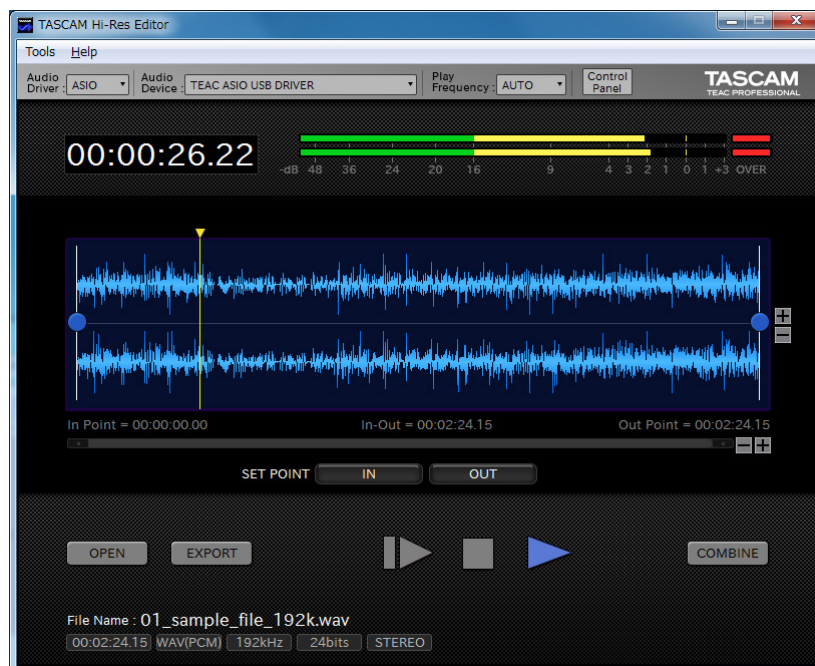 TASCAM Hi-Res Editor
Tools Help
Audio Driver : ASIO Audio Device : TEAC ASIO USB DRIVER Play Frequency : AUTO Control Panel TASCAM
TEAC PROFESSIONAL
00:00:26.22
-dB 48 36 24 20 16 9 4 3 2 1 0 1 +3 OVER
In Point = 00:00:00.00 In-Out = 00:02:24.15 Out Point = 00:02:24.15
SET POINT IN OUT
OPEN EXPORT COMBINE
File Name : 01_sample_file_192k.wav
00:02:24.15 WAV(PCM) 192kHz 24bits STEREO